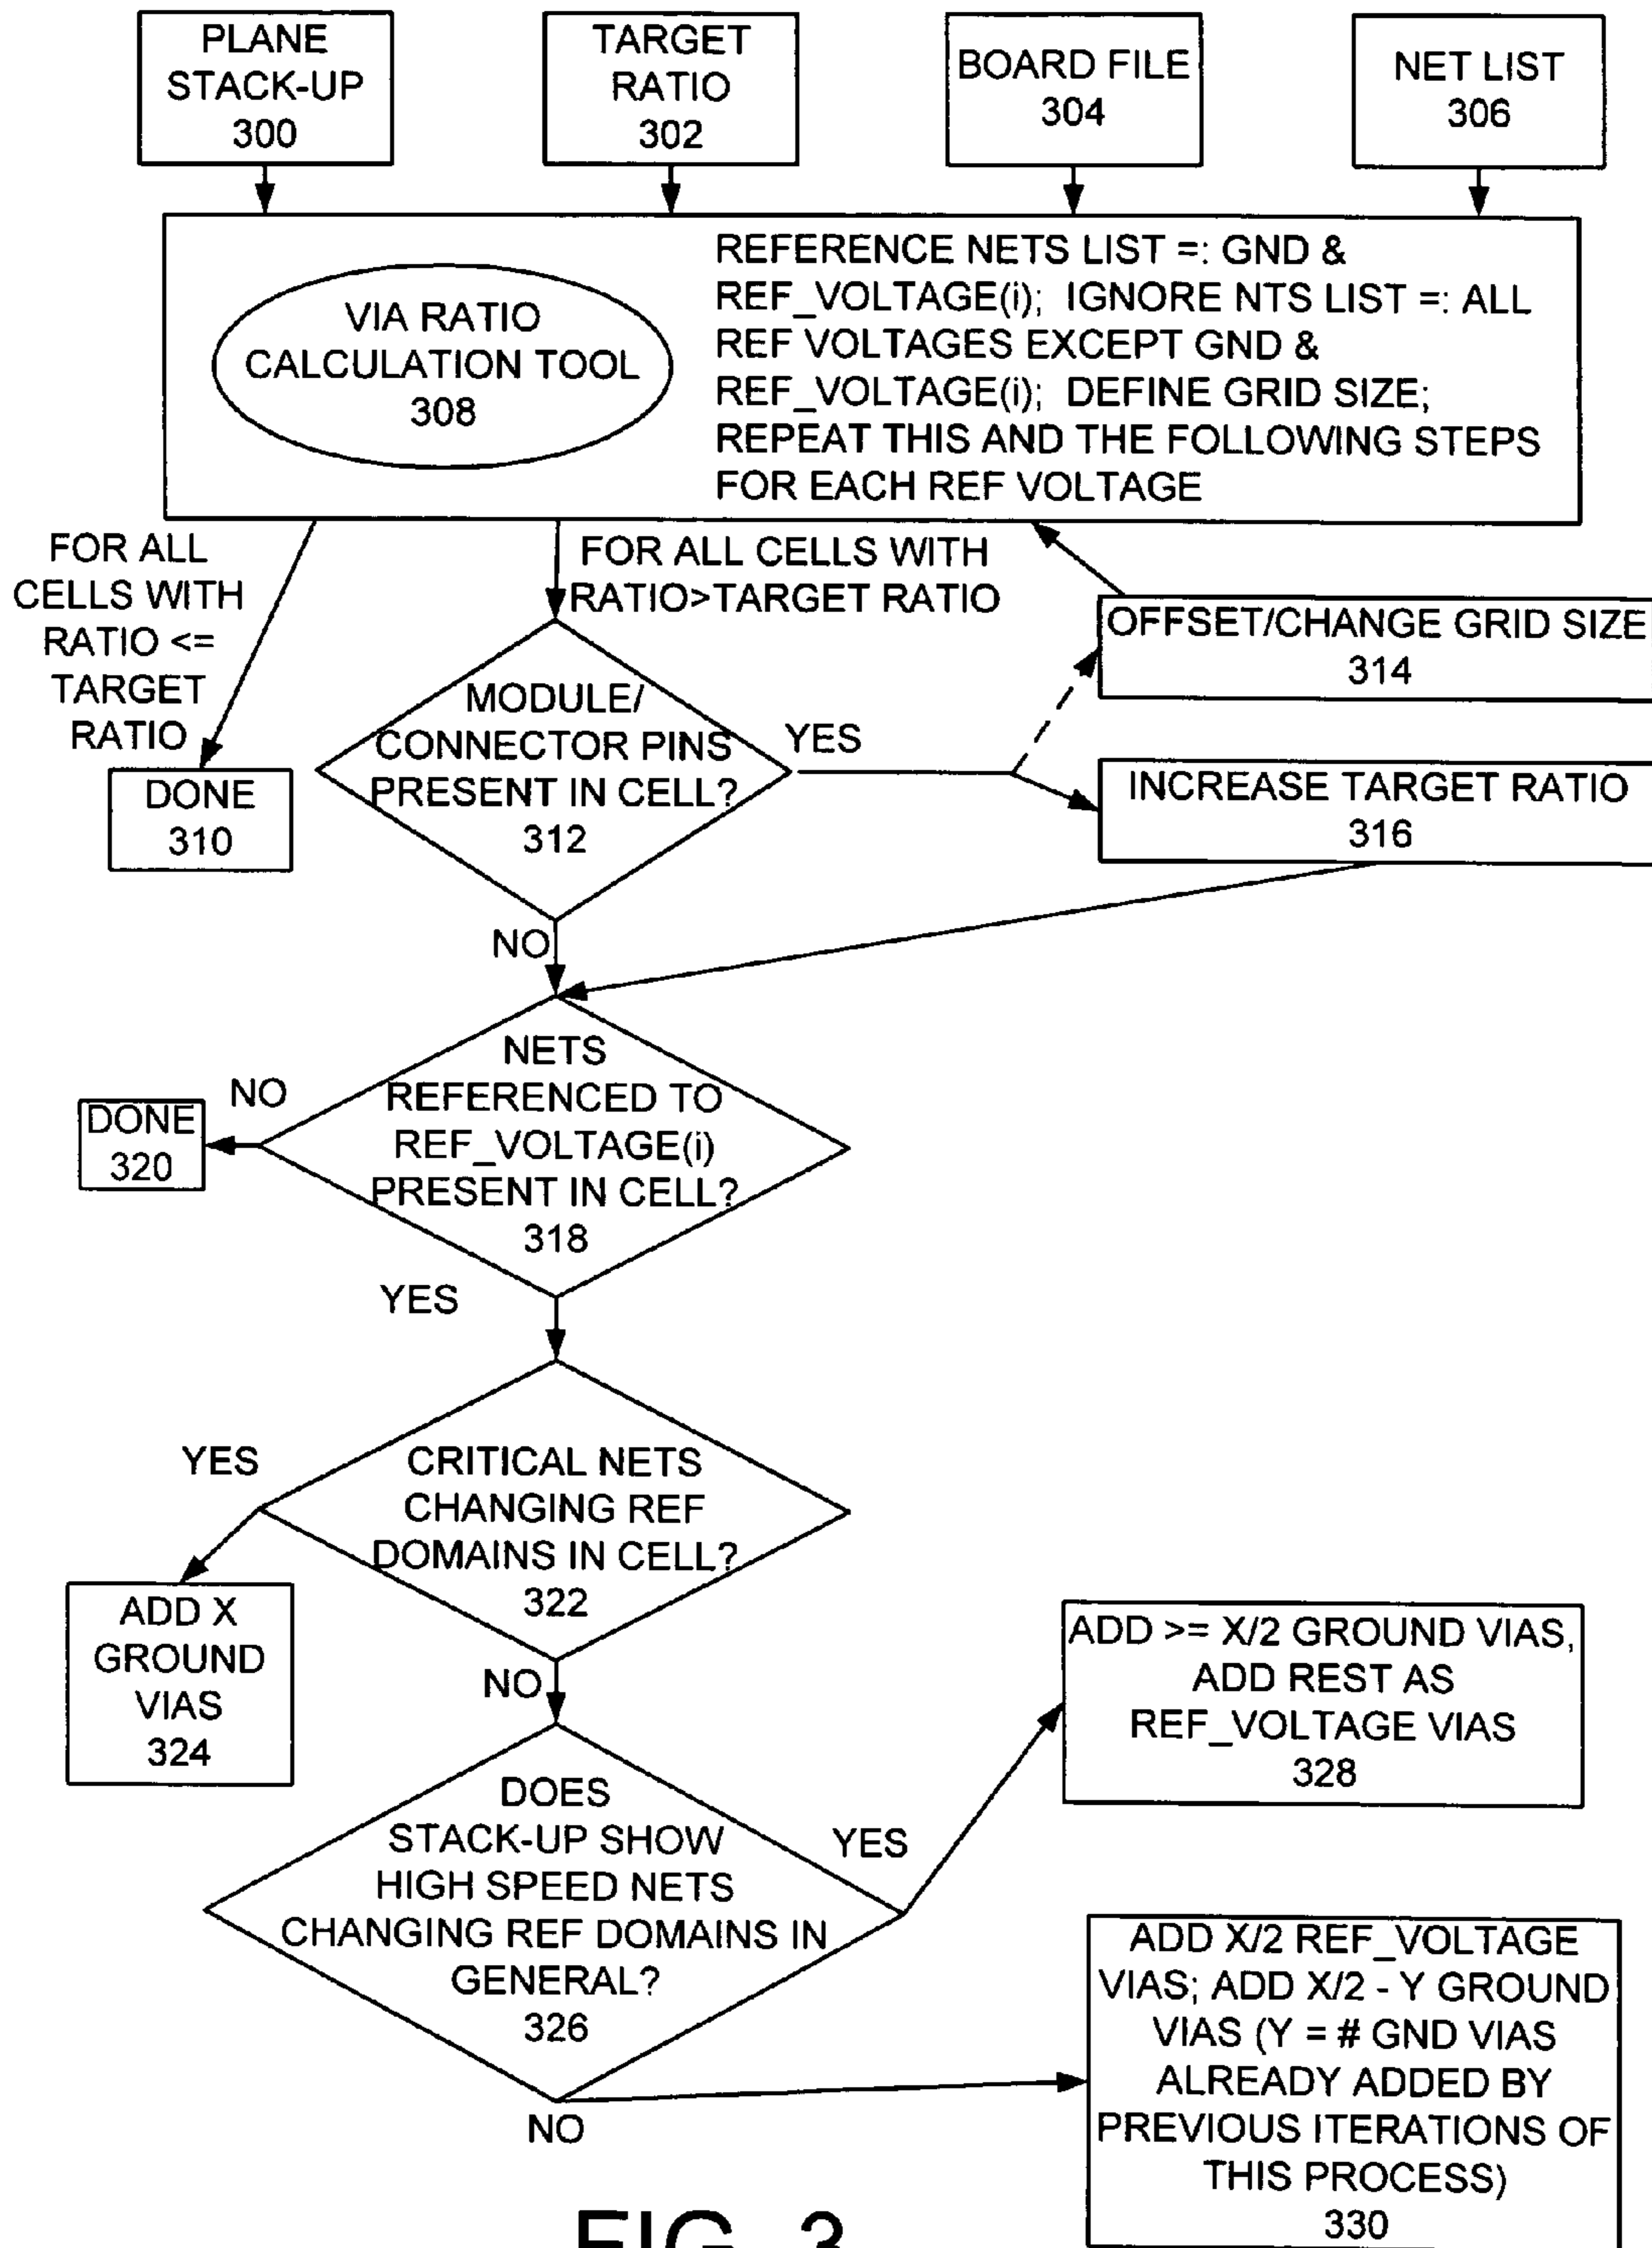 PLANE
STACK-UP
300
TARGET
RATIO
302
BOARD FILE
304
NET LIST
306
VIA RATIO
CALCULATION TOOL
308
REFERENCE NETS LIST =: GND &
REF_VOLTAGE(i); IGNORE NTS LIST =: ALL
REF VOLTAGES EXCEPT GND &
REF_VOLTAGE(i); DEFINE GRID SIZE;
REPEAT THIS AND THE FOLLOWING STEPS
FOR EACH REF VOLTAGE
FOR ALL
CELLS WITH
RATIO <=
TARGET
RATIO
FOR ALL CELLS WITH
RATIO>TARGET RATIO
OFFSET/CHANGE GRID SIZE
314
MODULE/
CONNECTOR PINS
PRESENT IN CELL?
312
YES
INCREASE TARGET RATIO
316
DONE
310
NO
NETS
REFERENCED TO
REF_VOLTAGE(i)
PRESENT IN CELL?
318
NO
DONE
320
YES
CRITICAL NETS
CHANGING REF
DOMAINS IN CELL?
322
YES
ADD X
GROUND
VIAS
324
NO
DOES
STACK-UP SHOW
HIGH SPEED NETS
CHANGING REF DOMAINS IN
GENERAL?
326
YES
ADD >= X/2 GROUND VIAS,
ADD REST AS
REF_VOLTAGE VIAS
328
NO
ADD X/2 REF_VOLTAGE
VIAS; ADD X/2 - Y GROUND
VIAS (Y = # GND VIAS
ALREADY ADDED BY
PREVIOUS ITERATIONS OF
THIS PROCESS)
330
FIG. 3